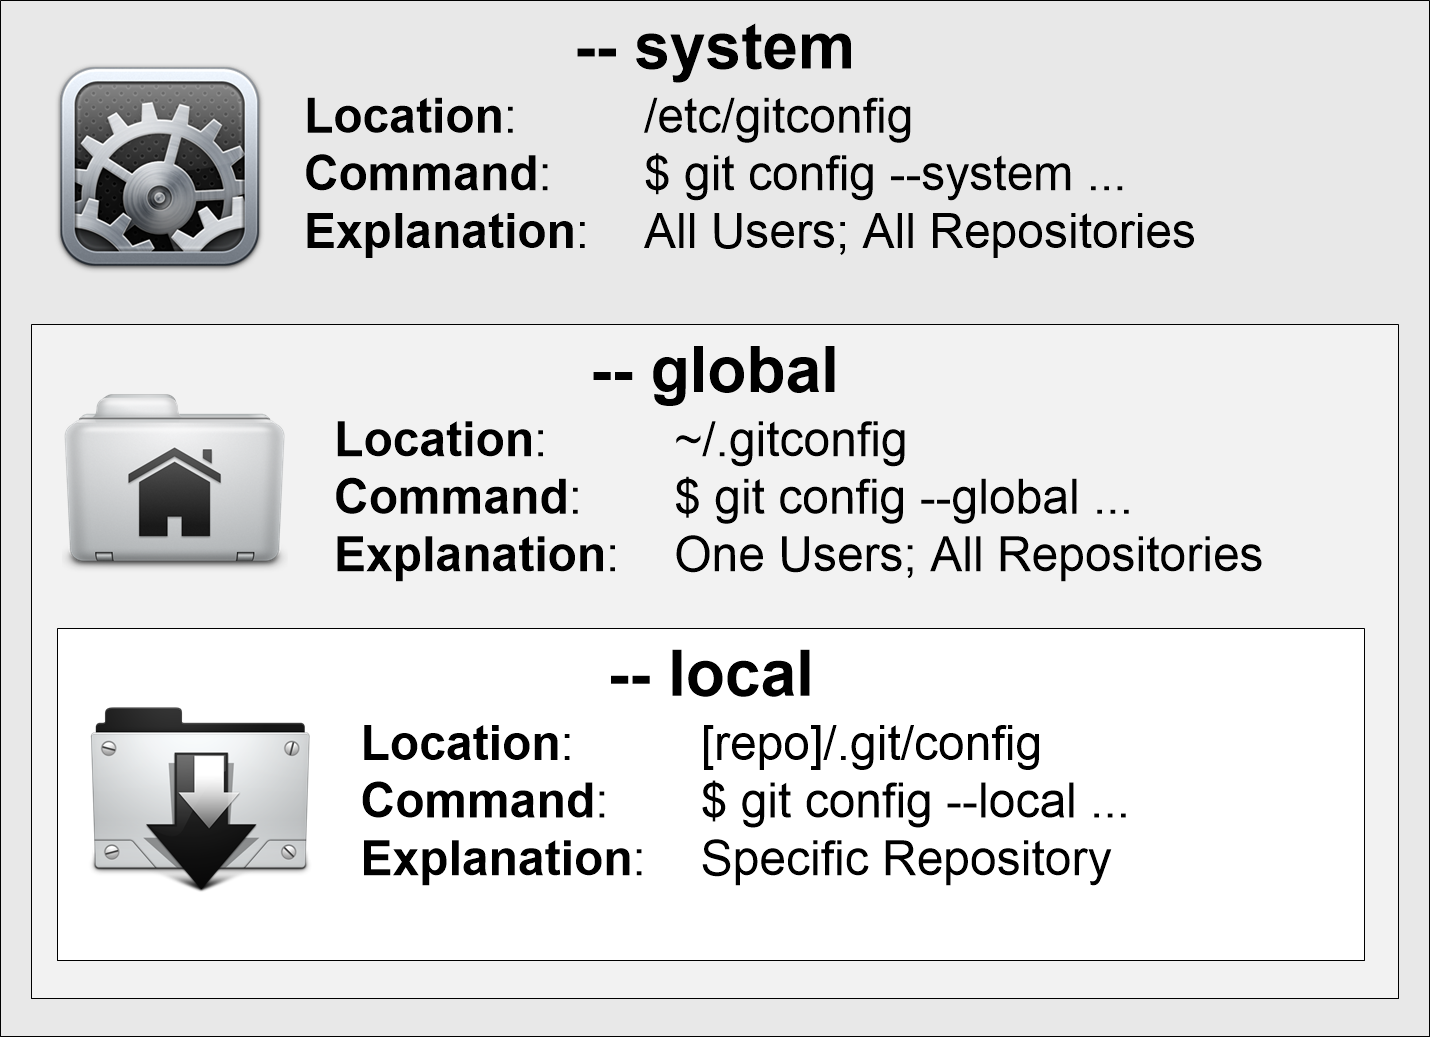 -- system
Location: /etc/gitconfig
Command: $ git config --system ...
Explanation: All Users; All Repositories
-- global
Location: ~/.gitconfig
Command: $ git config --global ...
Explanation: One Users; All Repositories
-- local
Location: [repo]/.git/config
Command: $ git config --local ...
Explanation: Specific Repository